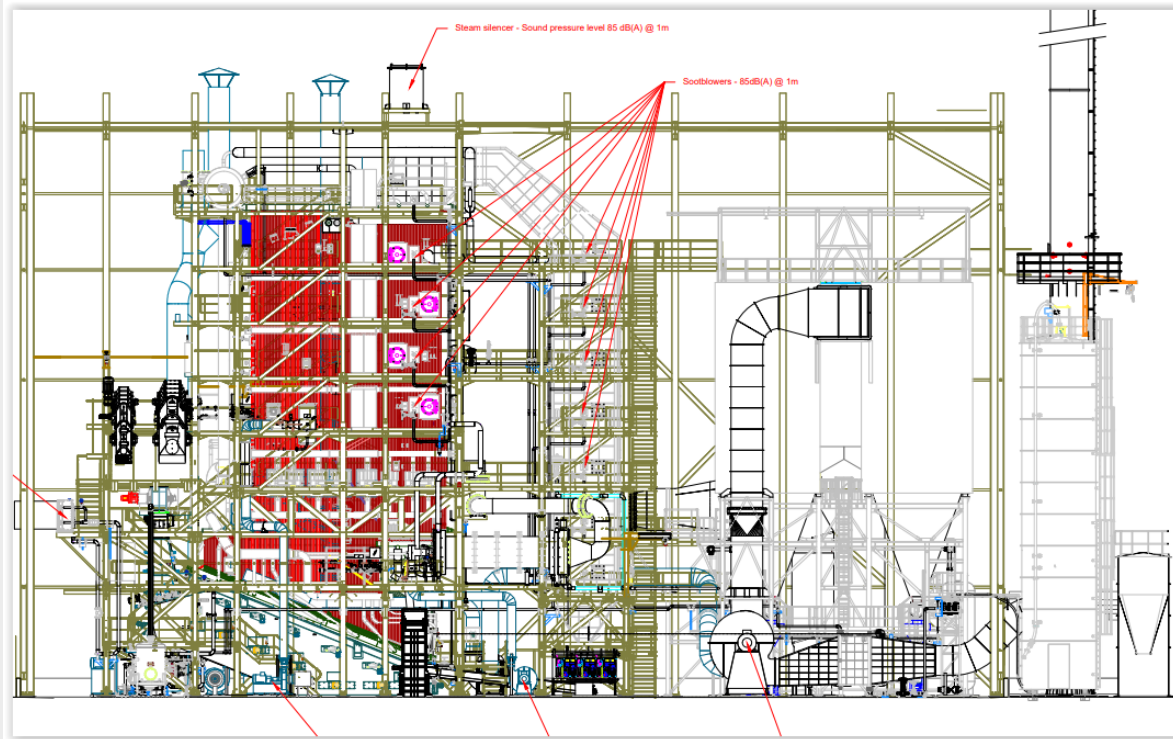 Steam silencer - Sound pressure level 85 dB(A) @ 1m
Sootblowers - 85dB(A) @ 1m